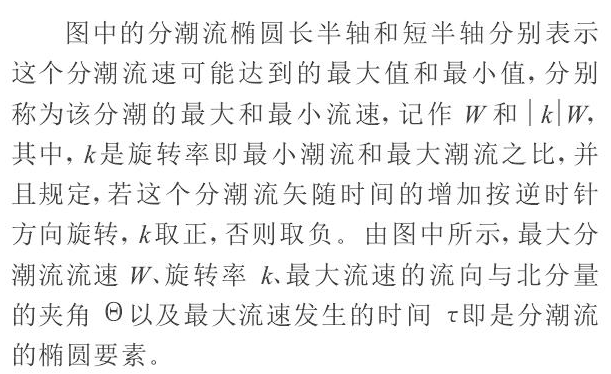 图中的分潮流椭圆长半轴和短半轴分别表示
这个分潮流速可能达到的最大值和最小值,分别
称为该分潮的最大和最小流速,记作 W 和 | k|W,
其中, k是旋转率即最小潮流和最大潮流之比,并
且规定,若这个分潮流矢随时间的增加按逆时针
方向旋转, k取正,否则取负。由图中所示,最大分
潮流流速 W、旋转率 k、最大流速的流向与北分量
的夹角 Θ以及最大流速发生的时间 τ即是分潮流
的椭圆要素。